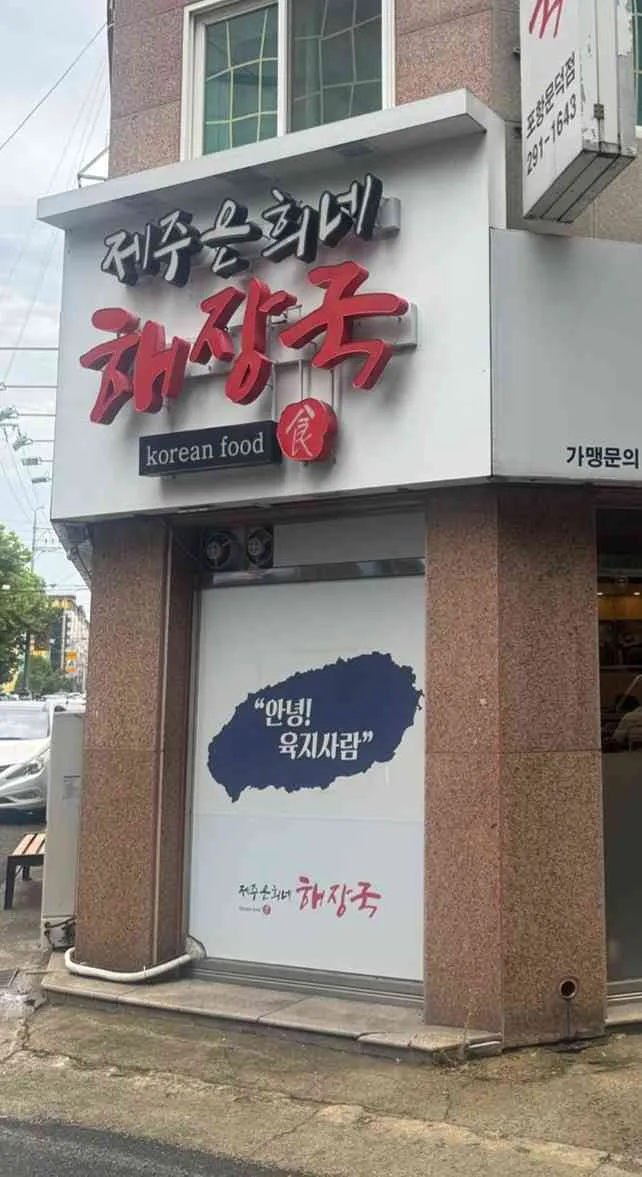 포항문덕점
291-1643
제주은희네
해장국
korean food 食
가맹문의
“안녕!
육지사람”
제주은희네 해장국